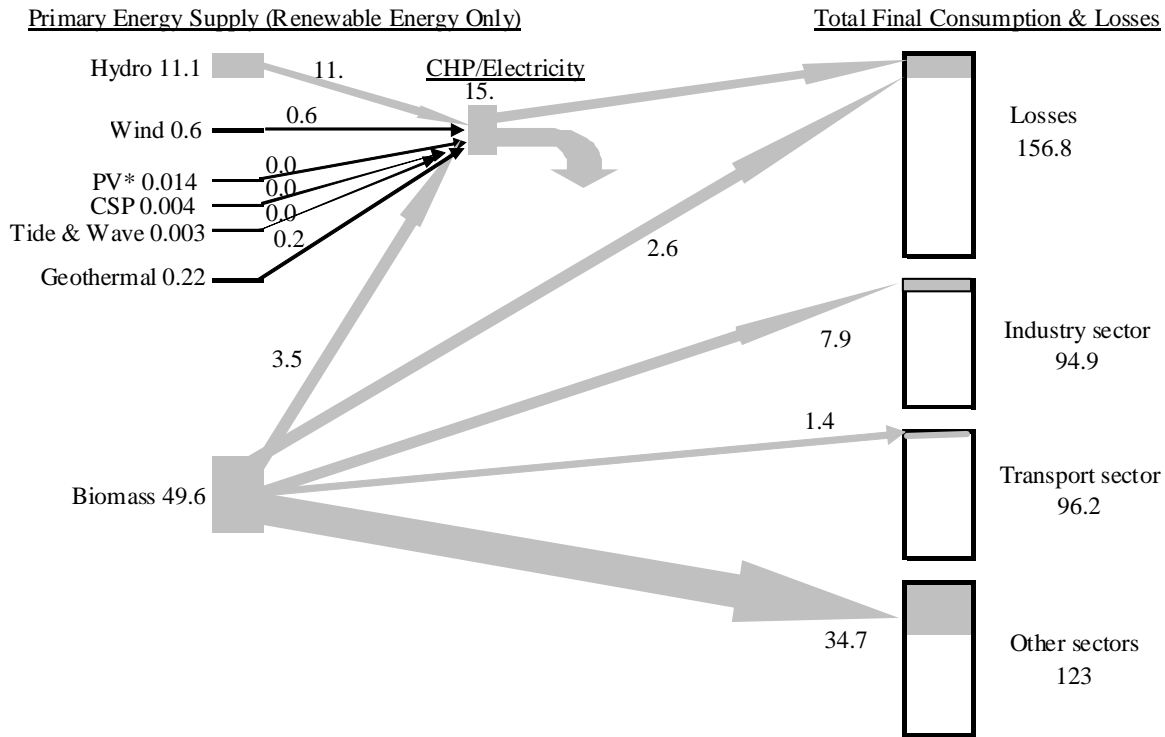 Primary Energy Supply (Renewable Energy Only)
Total Final Consumption & Losses
Hydro 11.1
11.
CHP/Electricity
15.
Wind 0.6
0.6
PV* 0.014
0.0
CSP 0.004
0.0
Tide & Wave 0.003
0.0
Geothermal 0.22
0.2
Losses
156.8
2.6
Industry sector
94.9
7.9
3.5
1.4
Transport sector
96.2
Biomass 49.6
34.7
Other sectors
123